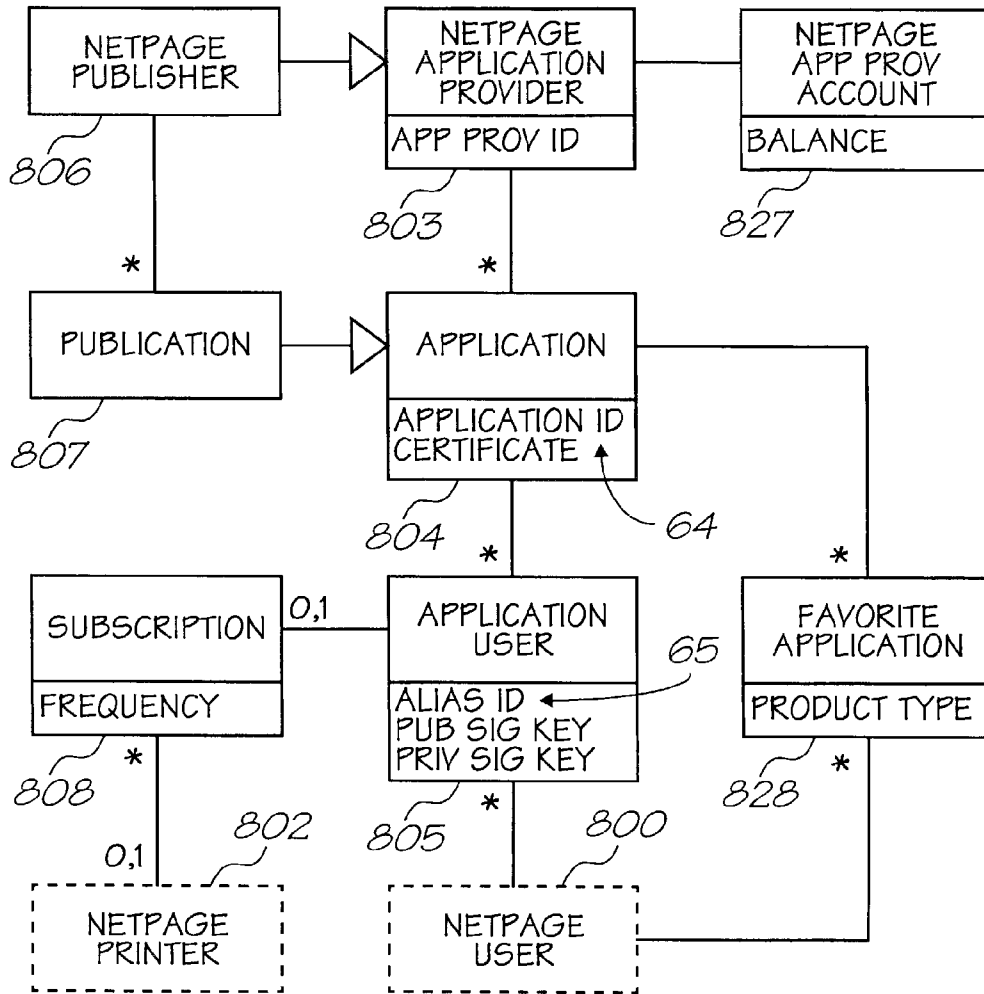 NETPAGE
PUBLISHER
806
NETPAGE
APPLICATION
PROVIDER
APP PROV ID
803
NETPAGE
APP PROV
ACCOUNT
BALANCE
827
*
*
PUBLICATION
807
APPLICATION
APPLICATION ID
CERTIFICATE
64
804
*
*
SUBSCRIPTION
FREQUENCY
808
0,1
APPLICATION
USER
65
ALIAS ID
PUB SIG KEY
PRIV SIG KEY
805
FAVORITE
APPLICATION
PRODUCT TYPE
828
*
*
*
802
800
0,1
NETPAGE
PRINTER
NETPAGE
USER